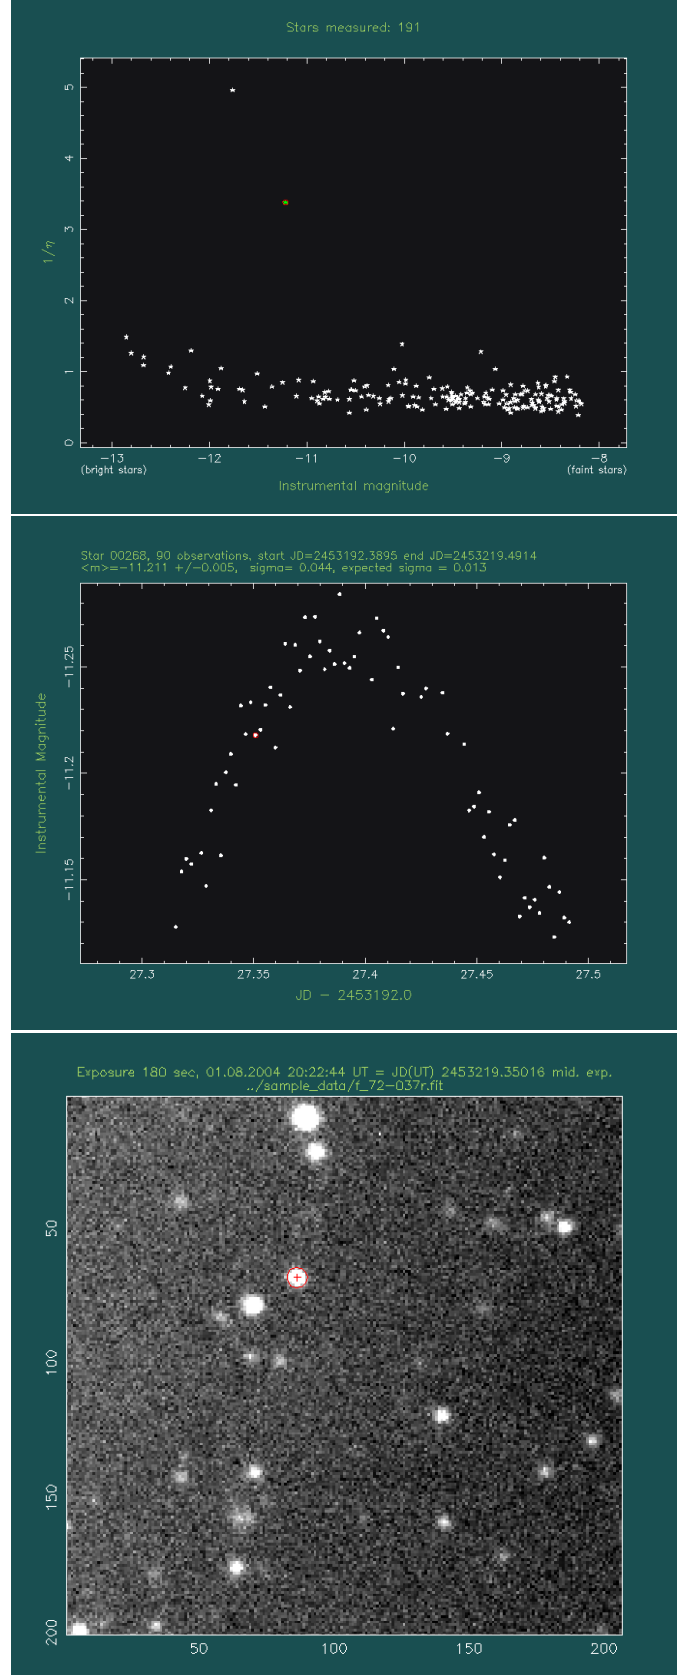 Stars measured: 191
5
4
3
2
1
0
1/η
−13
−12
−11
−10
−9
−8
(bright stars)
(faint stars)
Instrumental magnitude
Star 00268, 90 observations, start JD=2453192.3895 end JD=2453219.4914
<m>=−11.211 +/−0.005, sigma= 0.044, expected sigma = 0.013
−11.25
−11.2
−11.15
Instrumental Magnitude
27.3
27.35
27.4
27.45
27.5
JD − 2453192.0
Exposure 180 sec, 01.08.2004 20:22:44 UT = JD(UT) 2453219.35016 mid. exp.
../sample_data/f_72−037r.fit
50
100
150
200
50
100
150
200